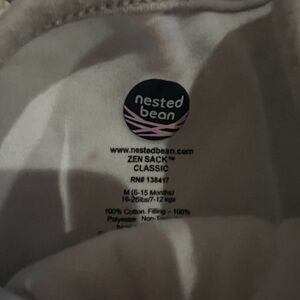 nested
bean
www.nestedbean.com
ZEN SACK™
CLASSIC
RN# 138417
M (6-15 Months)
16-26lbs/7-12 kgs
100% Cotton. Filling - 100%
Polyester.